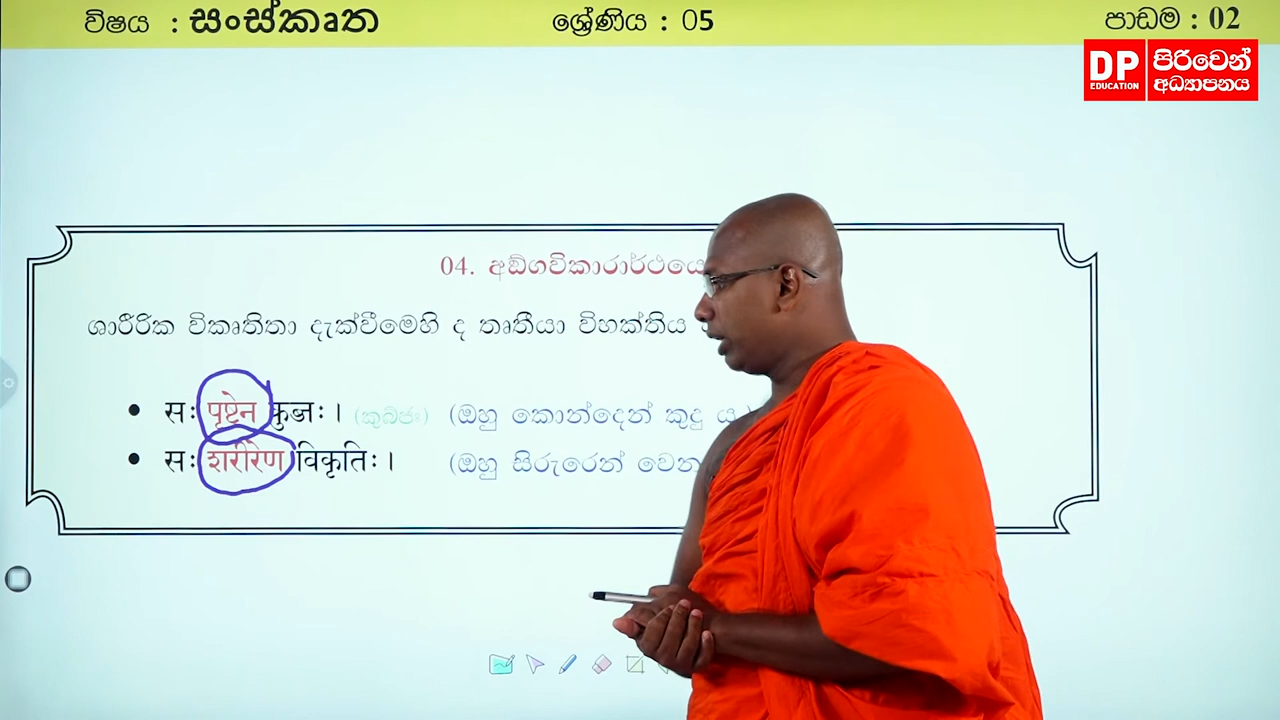 විෂය : සංස්කෘත
ශ්‍රේණිය : 05
පාඩම : 02
DP EDUCATION
පිරිවෙන් අධ්‍යාපනය
04. අඞ්ගවිකාරාර්ථයෙ
ශාරීරික විකෘතිතා දැක්වීමෙහි ද තෘතීයා විභක්තිය
• सः पृष्टेन कुब्जः। (කුබ්ජඃ) (ඔහු කොන්දෙන් කුදු ය.)
• सः शरीरेण विकृतिः। (ඔහු සිරුරෙන් වෙන